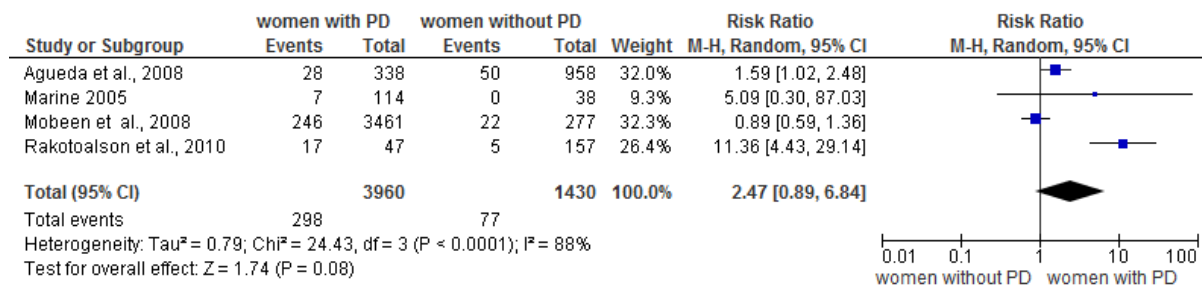 women with PD women without PD Risk Ratio Risk Ratio
Study or Subgroup Events Total Events Total Weight M-H, Random, 95% CI M-H, Random, 95% CI
Agueda et al., 2008 28 338 50 958 32.0% 1.59 [1.02, 2.48]
Marine 2005 7 114 0 38 9.3% 5.09 [0.30, 87.03]
Mobeen et al., 2008 246 3461 22 277 32.3% 0.89 [0.59, 1.36]
Rakotoalson et al., 2010 17 47 5 157 26.4% 11.36 [4.43, 29.14]
Total (95% CI) 3960 1430 100.0% 2.47 [0.89, 6.84]
Total events 298 77
Heterogeneity: Tau² = 0.79; Chi² = 24.43, df = 3 (P < 0.0001); I² = 88%
Test for overall effect: Z = 1.74 (P = 0.08)
0.01 0.1 1 10 100
women without PD women with PD